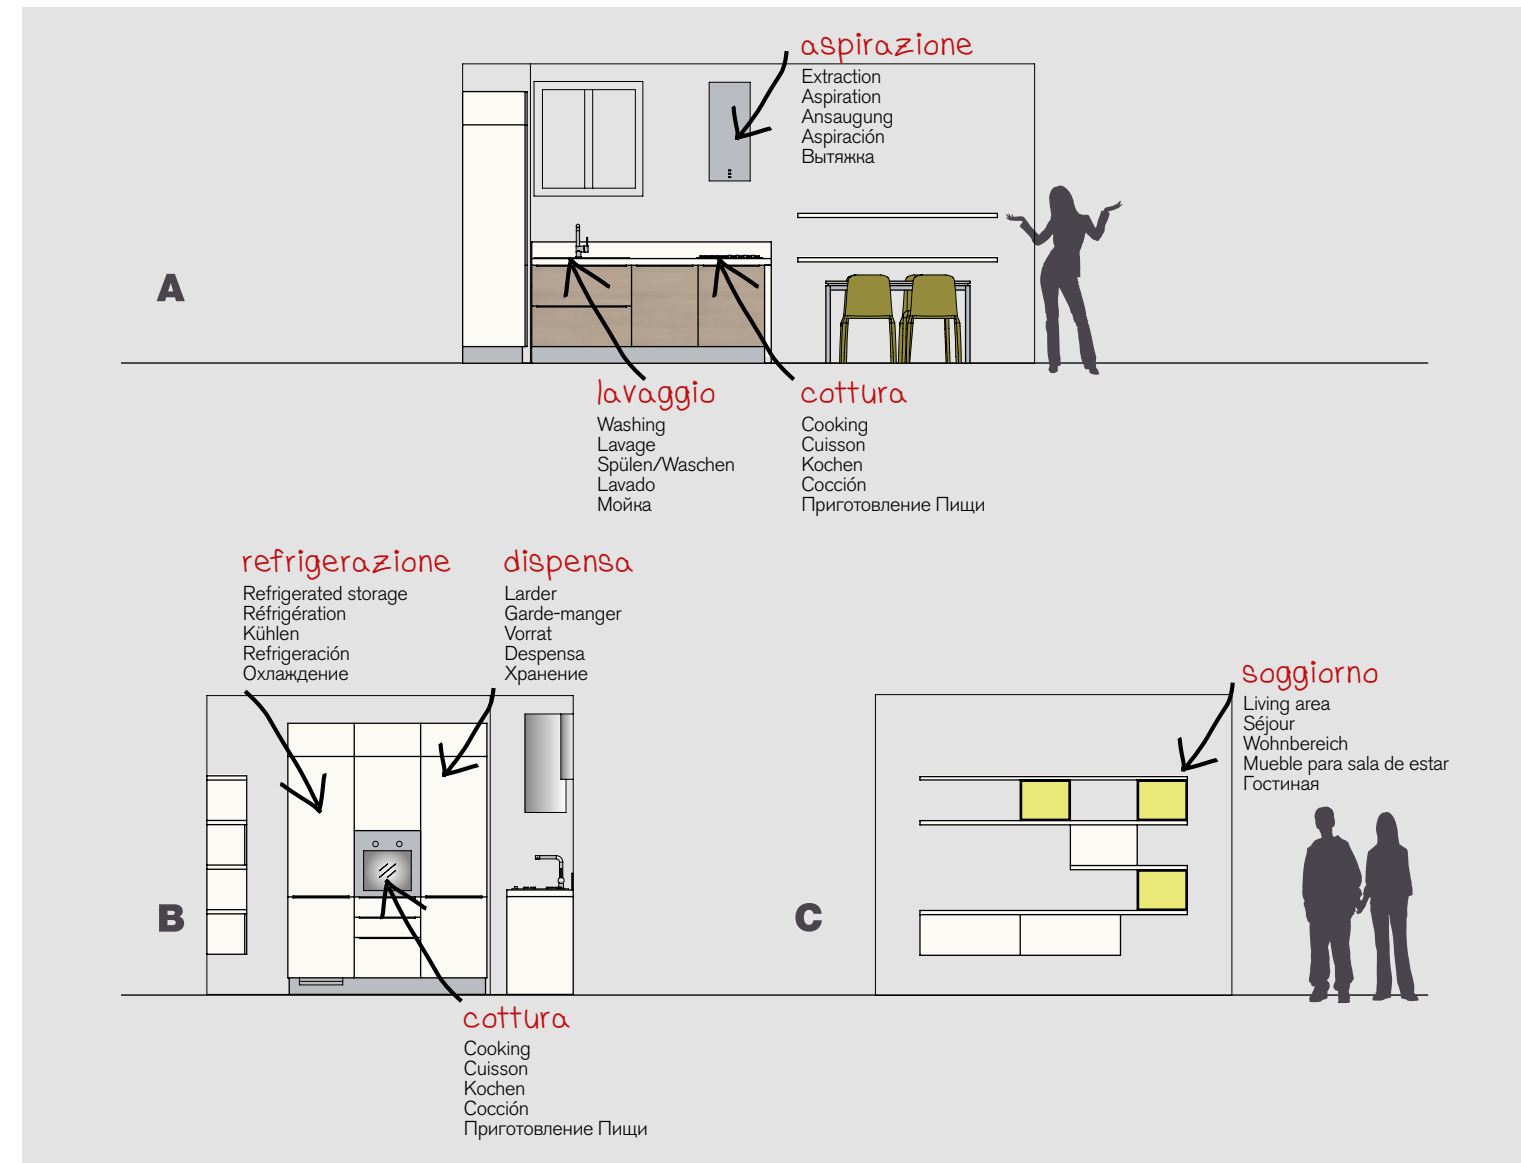 aspirazione
Extraction
Aspiration
Ansaugung
Aspiración
Вытяжка
A
lavaggio
Washing
Lavage
Spülen/Waschen
Lavado
Мойка
cottura
Cooking
Cuisson
Kochen
Cocción
Приготовление Пищи
refrigerazione
Refrigerated storage
Réfrigération
Kühlen
Refrigeración
Охлаждение
dispensa
Larder
Garde-manger
Vorrat
Despensa
Хранение
B
cottura
Cooking
Cuisson
Kochen
Cocción
Приготовление Пищи
soggiorno
Living area
Séjour
Wohnbereich
Mueble para sala de estar
Гостиная
C